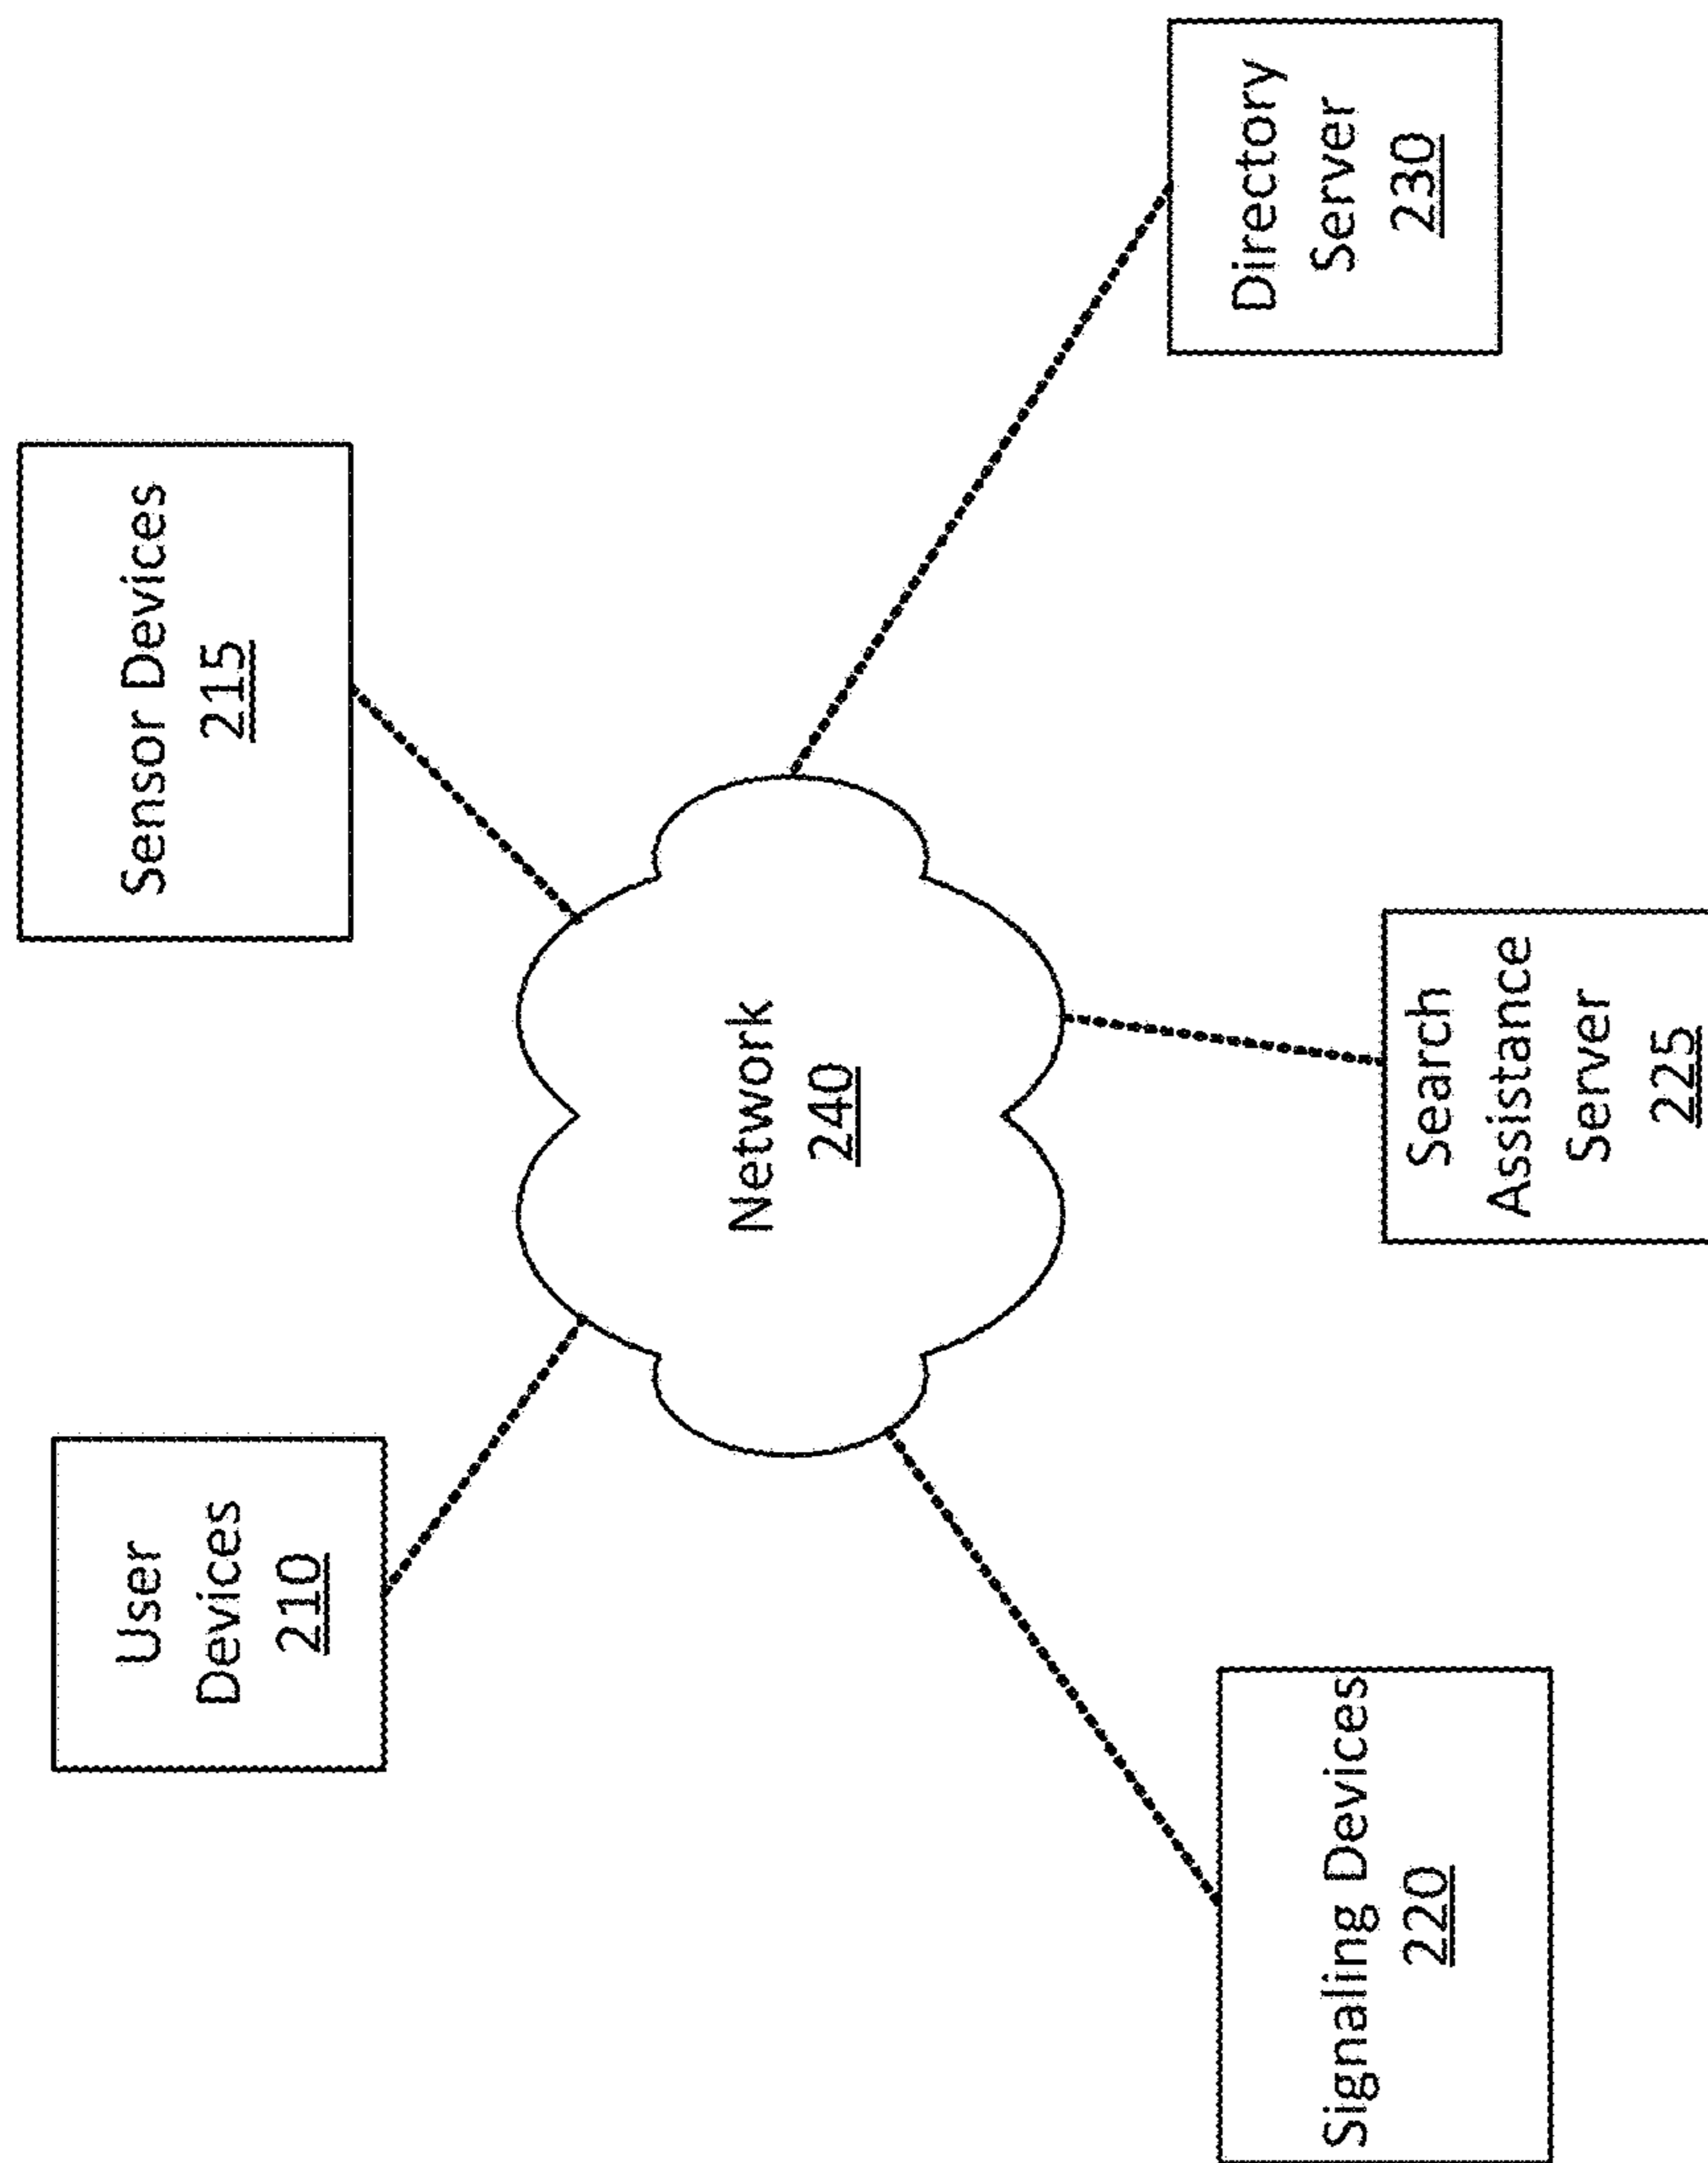 User
Devices
210
Sensor Devices
215
Network
240
Signaling Devices
220
Search
Assistance
Server
225
Directory
Server
230